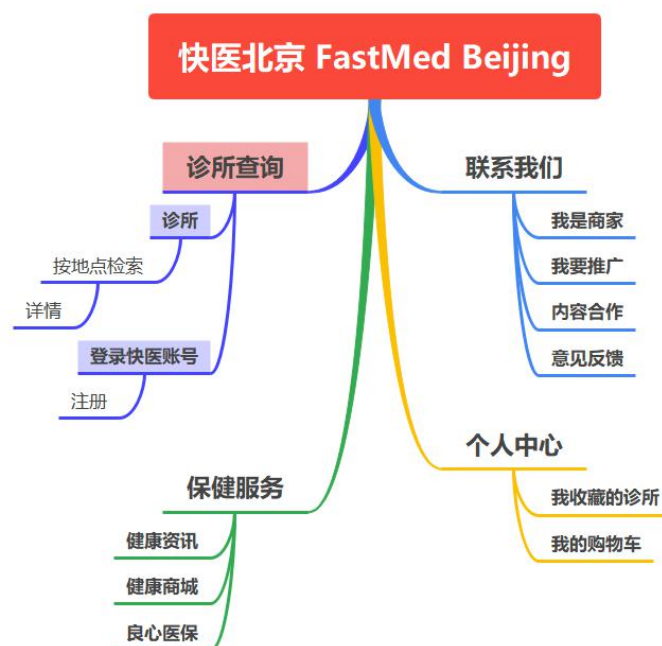 快医北京 FastMed Beijing
诊所查询
诊所
按地点检索
详情
登录快医账号
注册
保健服务
健康资讯
健康商城
良心医保
联系我们
我是商家
我要推广
内容合作
意见反馈
个人中心
我收藏的诊所
我的购物车